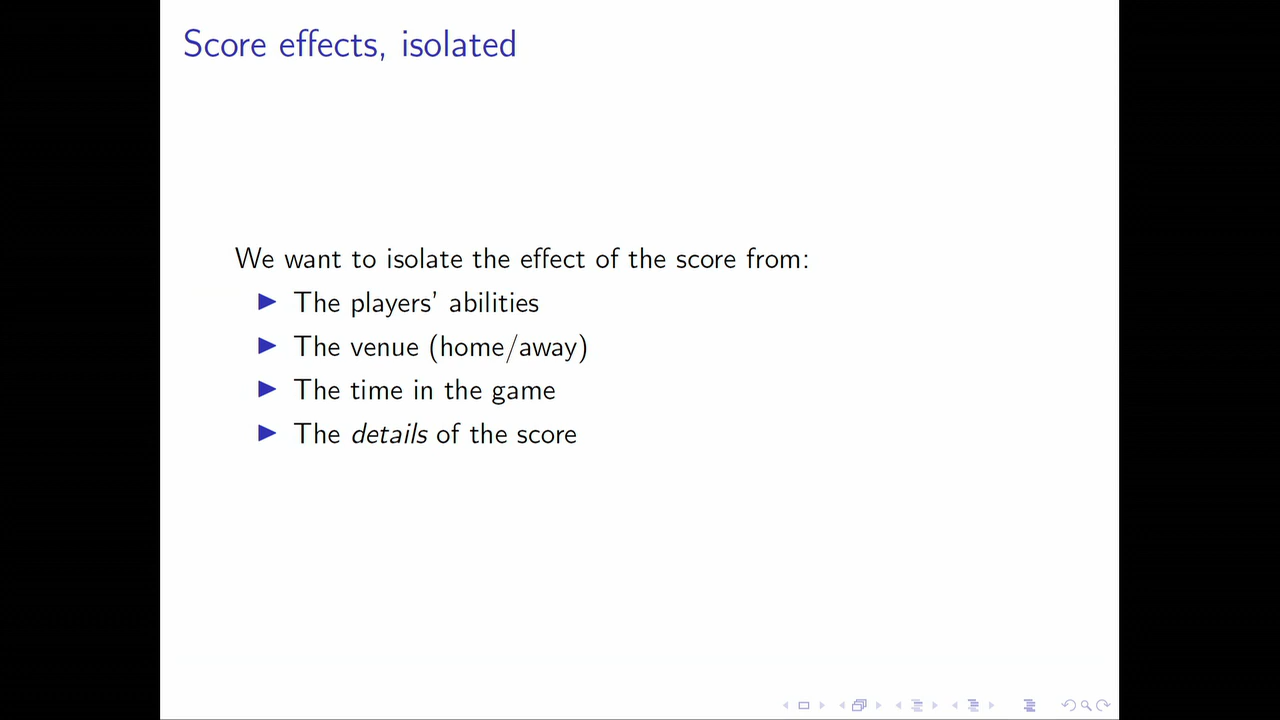 Score effects, isolated
We want to isolate the effect of the score from:
The players' abilities
The venue (home/away)
The time in the game
The details of the score